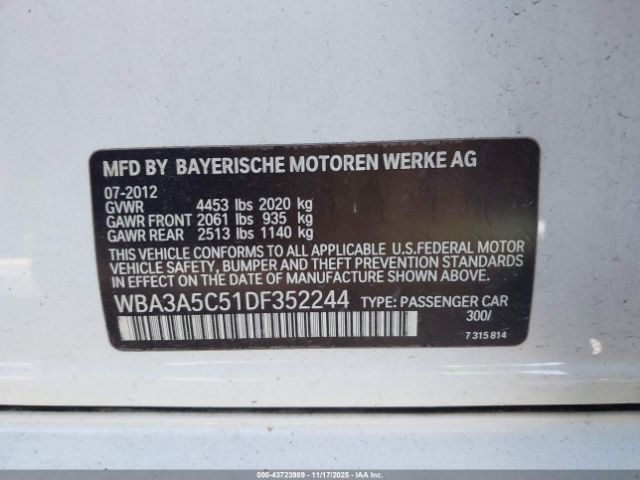 MFD BY BAYERISCHE MOTOREN WERKE AG
07-2012
GVWR 4453 lbs 2020 kg
GAWR FRONT 2061 lbs 935 kg
GAWR REAR 2513 lbs 1140 kg
THIS VEHICLE CONFORMS TO ALL APPLICABLE U.S.FEDERAL MOTOR
VEHICLE SAFETY, BUMPER AND THEFT PREVENTION STANDARDS
IN EFFECT ON THE DATE OF MANUFACTURE SHOWN ABOVE.
WBA3A5C51DF352244 TYPE: PASSENGER CAR
300/
7 315 814
000-43723989 - 11/17/2025 - IAAI.COM